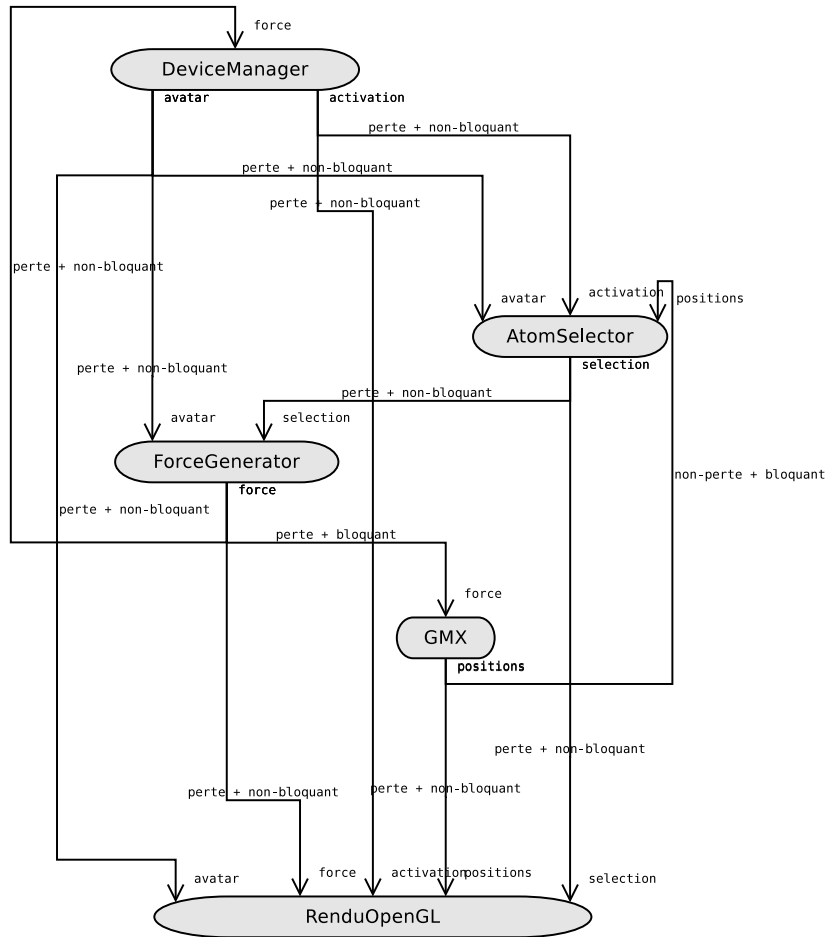 force
DeviceManager
avatar
activation
perte + non-bloquant
perte + non-bloquant
perte + non-bloquant
perte + non-bloquant
avatar
activation
positions
AtomSelector
selection
perte + non-bloquant
perte + non-bloquant
avatar
selection
ForceGenerator
non-perte + bloquant
force
perte + non-bloquant
perte + bloquant
force
GMX
positions
perte + non-bloquant
perte + non-bloquant
perte + non-bloquant
avatar
force
activation
positions
selection
RenduOpenGL